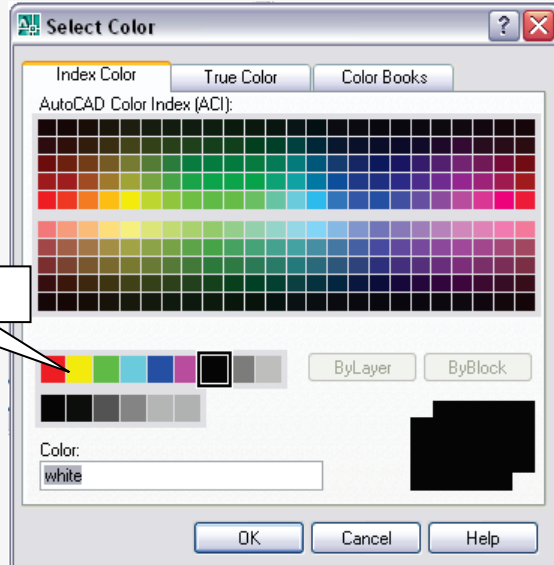 Select Color
Index Color True Color Color Books
AutoCAD Color Index (ACI):
ByLayer ByBlock
Color:
white
OK Cancel Help